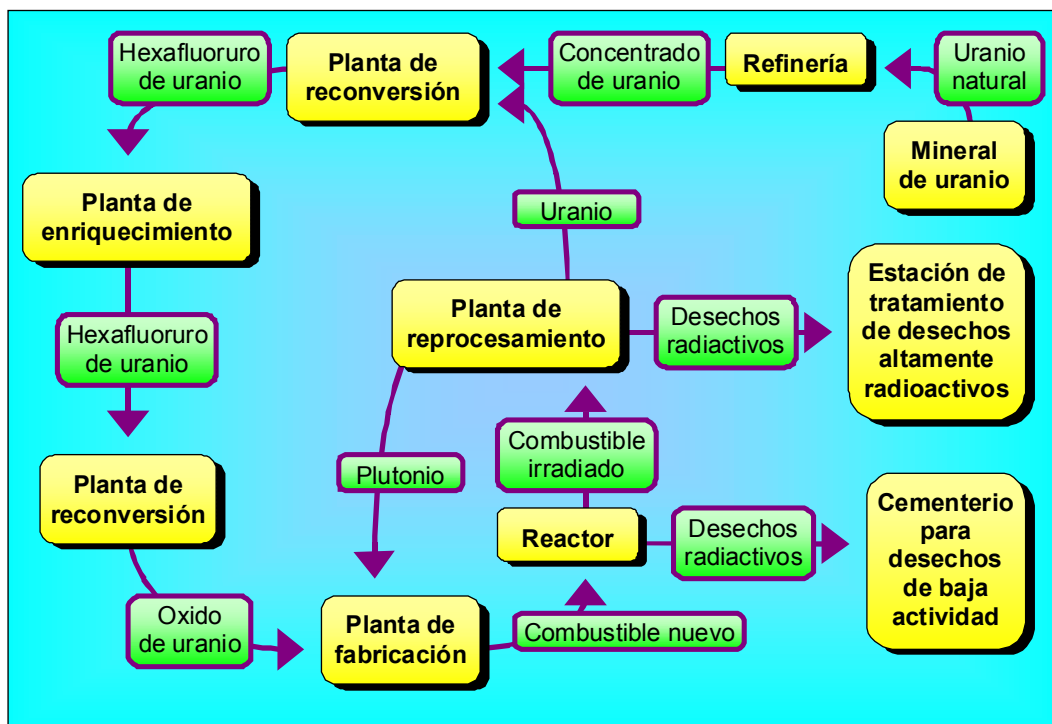 Hexafluoruro
de uranio
Planta de
reconversión
Concentrado
de uranio
Refinería
Uranio
natural
Mineral
de uranio
Planta de
enriquecimiento
Uranio
Hexafluoruro
de uranio
Planta de
reprocesamiento
Desechos
radiactivos
Estación de
tratamiento
de desechos
altamente
radioactivos
Planta de
reconversión
Plutonio
Combustible
irradiado
Reactor
Desechos
radiactivos
Cementerio
para
desechos
de baja
actividad
Oxido
de uranio
Planta de
fabricación
Combustible nuevo